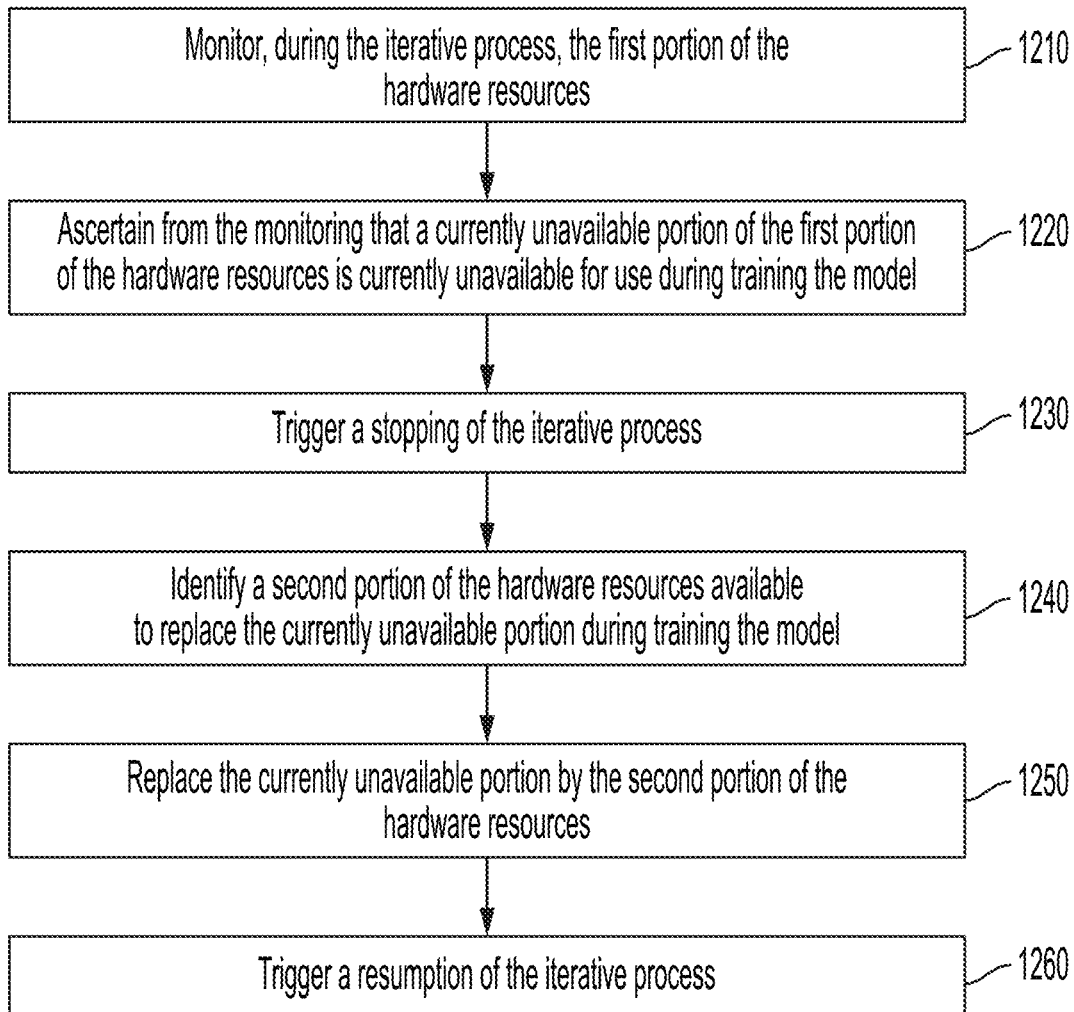 Monitor, during the iterative process, the first portion of the
hardware resources
1210
Ascertain from the monitoring that a currently unavailable portion of the first portion
of the hardware resources is currently unavailable for use during training the model
1220
Trigger a stopping of the iterative process
1230
Identify a second portion of the hardware resources available
to replace the currently unavailable portion during training the model
1240
Replace the currently unavailable portion by the second portion of the
hardware resources
1250
Trigger a resumption of the iterative process
1260